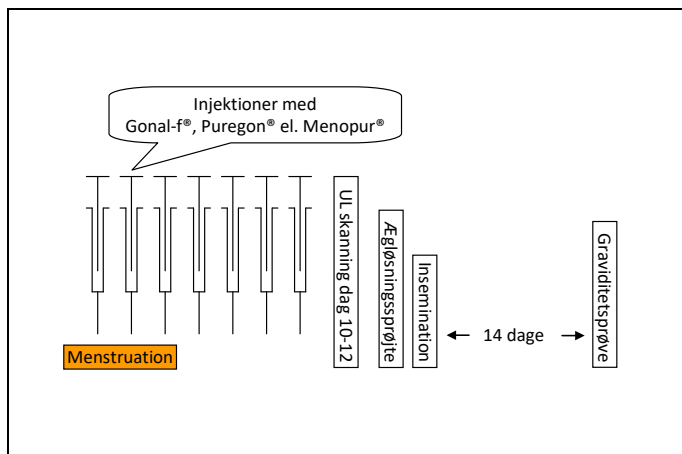 Injektioner med
Gonal-f®, Puregon® el. Menopur®
UL skanning dag 10-12
Ægløsningssprøjte
Insemination
14 dage
Graviditetsprøve
Menstruation